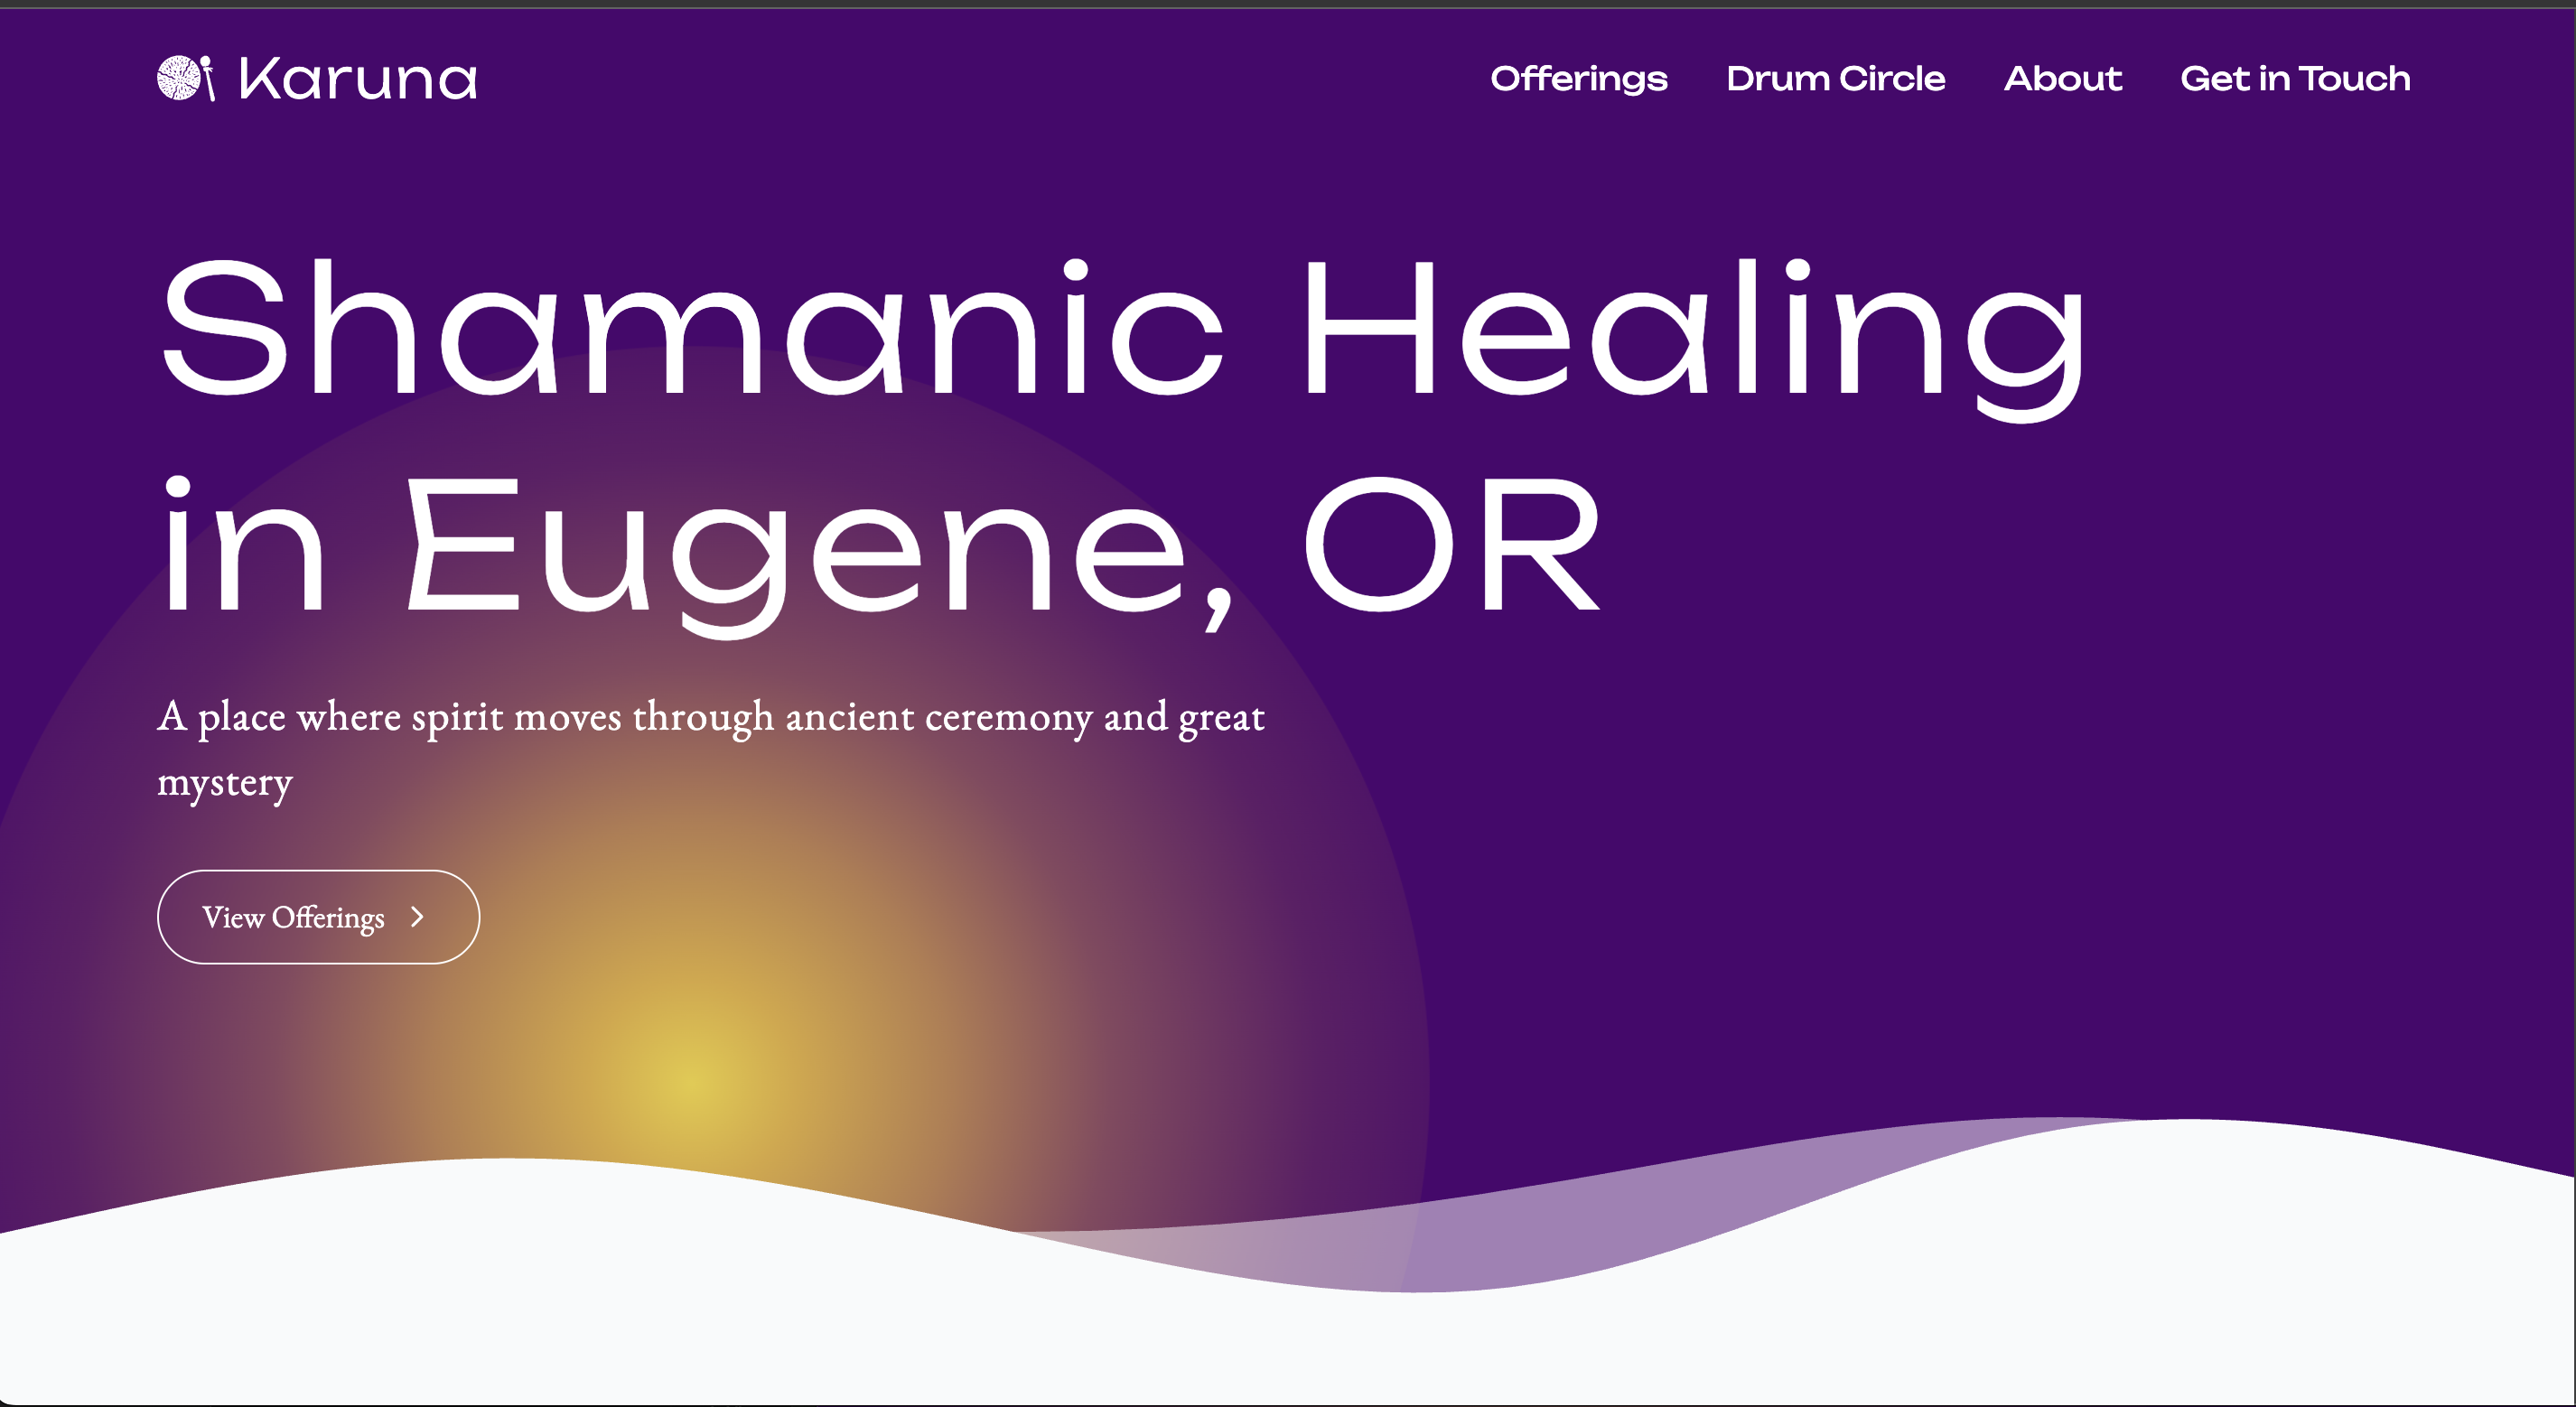 Karuna
Offerings
Drum Circle
About
Get in Touch
Shamanic Healing
in Eugene, OR
A place where spirit moves through ancient ceremony and great
mystery
View Offerings